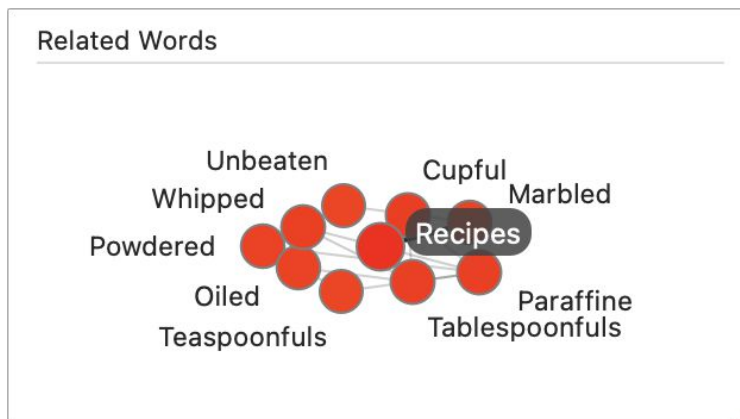 Related Words
Unbeaten
Cupful
Whipped
Marbled
Recipes
Powdered
Oiled
Paraffine
Tablespoonfuls
Teaspoonfuls